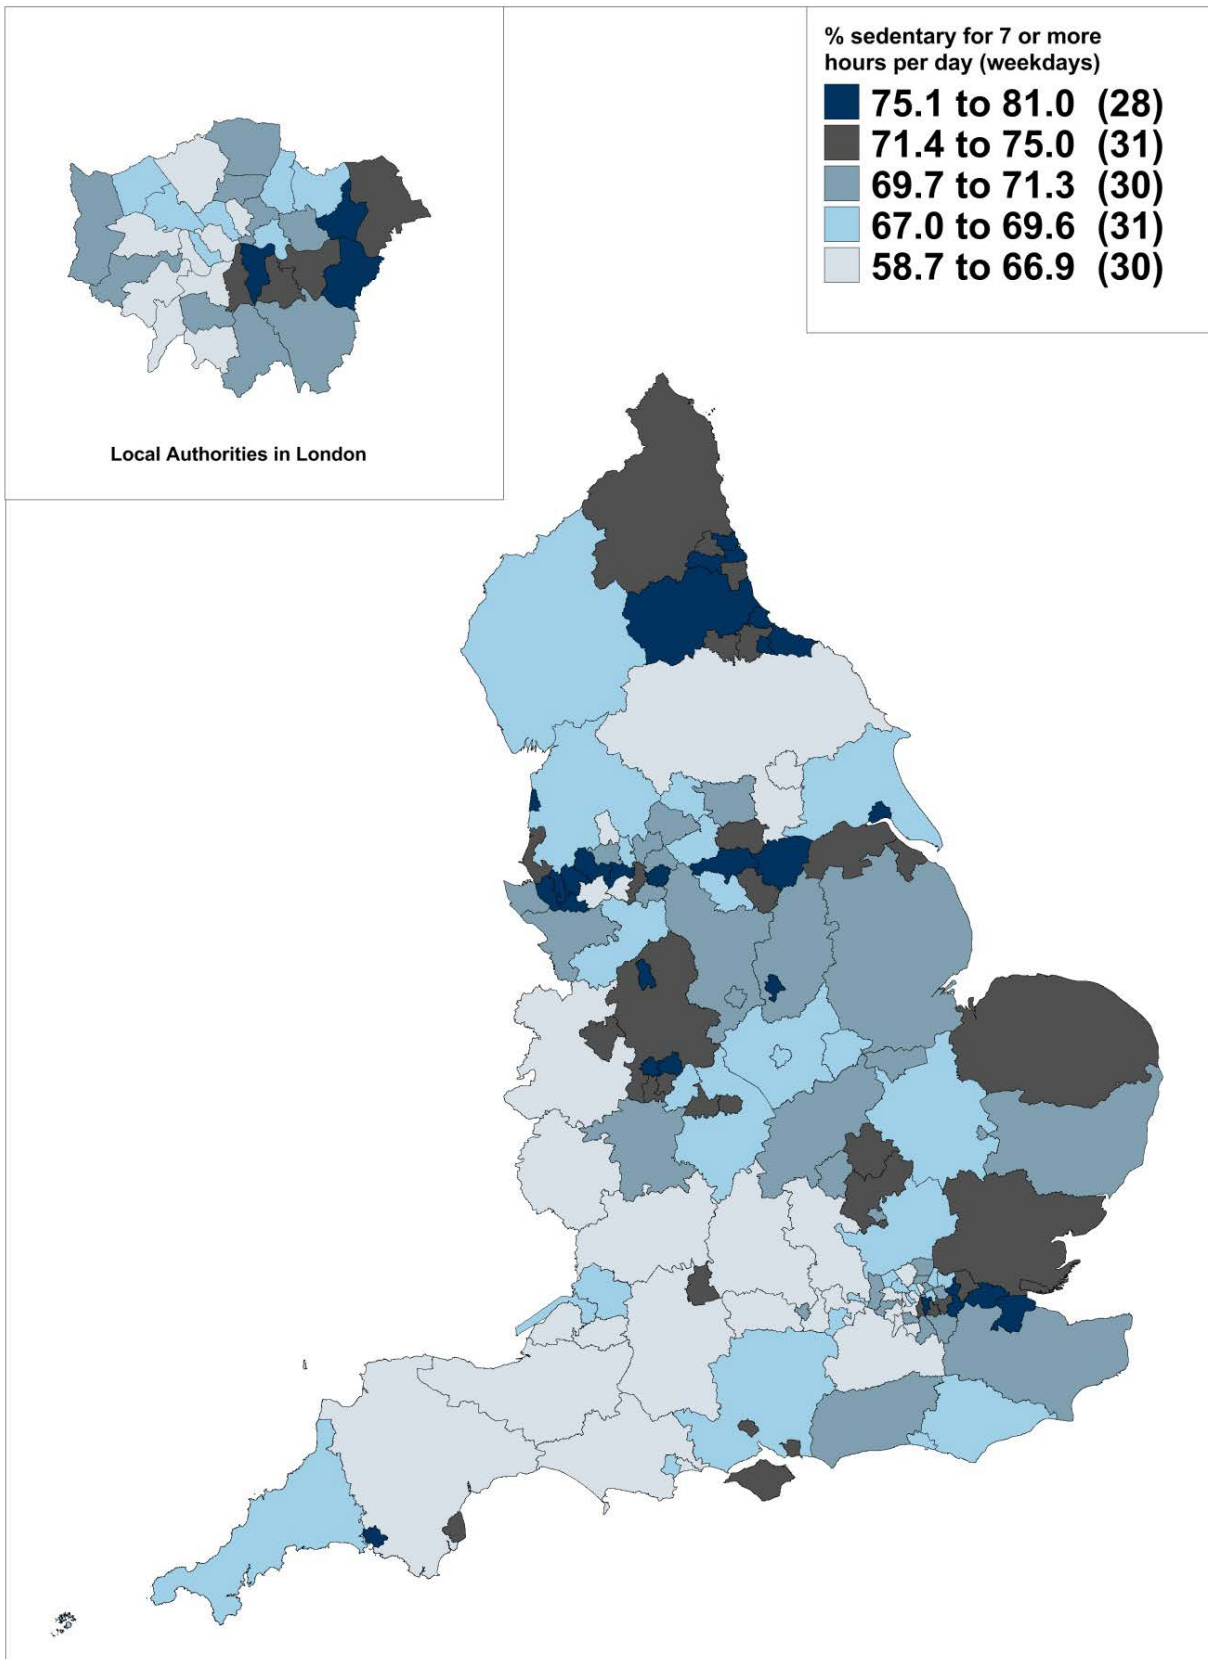 % sedentary for 7 or more
hours per day (weekdays)
75.1 to 81.0 (28)
71.4 to 75.0 (31)
69.7 to 71.3 (30)
67.0 to 69.6 (31)
58.7 to 66.9 (30)
Local Authorities in London